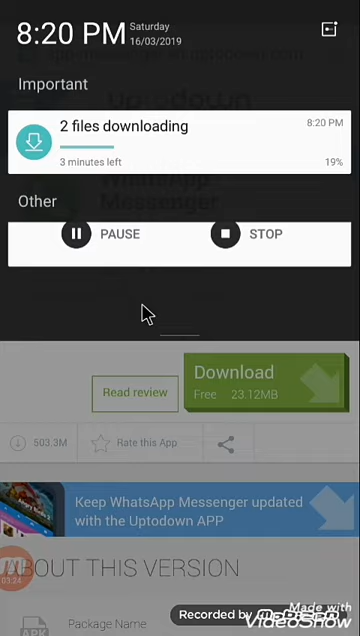 8:20 PM
Saturday
16/03/2019
Important
2 files downloading
8:20 PM
3 minutes left
19%
Other
PAUSE
STOP
uptodown
WhatsApp
Messenger
Download
Free 23.12MB
Read review
503.3M
Rate this App
Keep WhatsApp Messenger updated
with the Uptodown APP
03:24
ABOUT THIS VERSION
Package Name
APK
Recorded by
Made with
VideoShow